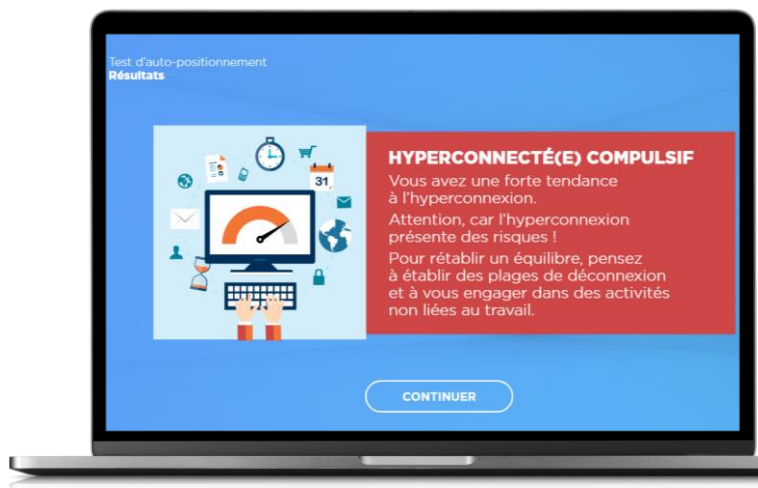 Test d'auto-positionnement
Résultats
31
HYPERCONNECTÉ(E) COMPULSIF
Vous avez une forte tendance
à l'hyperconnexion.
Attention, car l'hyperconnexion
présente des risques !
Pour rétablir un équilibre, pensez
à établir des plages de déconnexion
et à vous engager dans des activités
non liées au travail.
CONTINUER